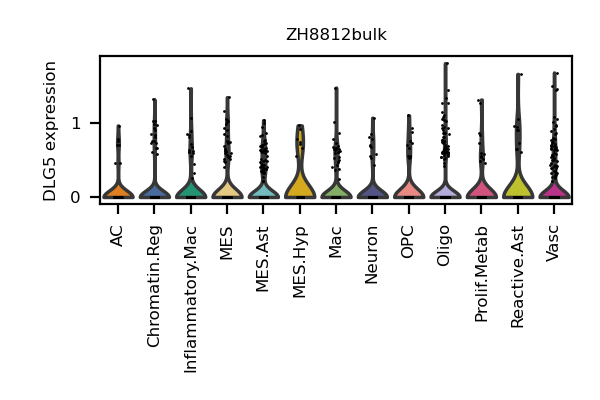 ZH8812bulk
DLG5 expression
1
0
AC
Chromatin.Reg
Inflammatory.Mac
MES
MES.Ast
MES.Hyp
Mac
Neuron
OPC
Oligo
Prolif.Metab
Reactive.Ast
Vasc